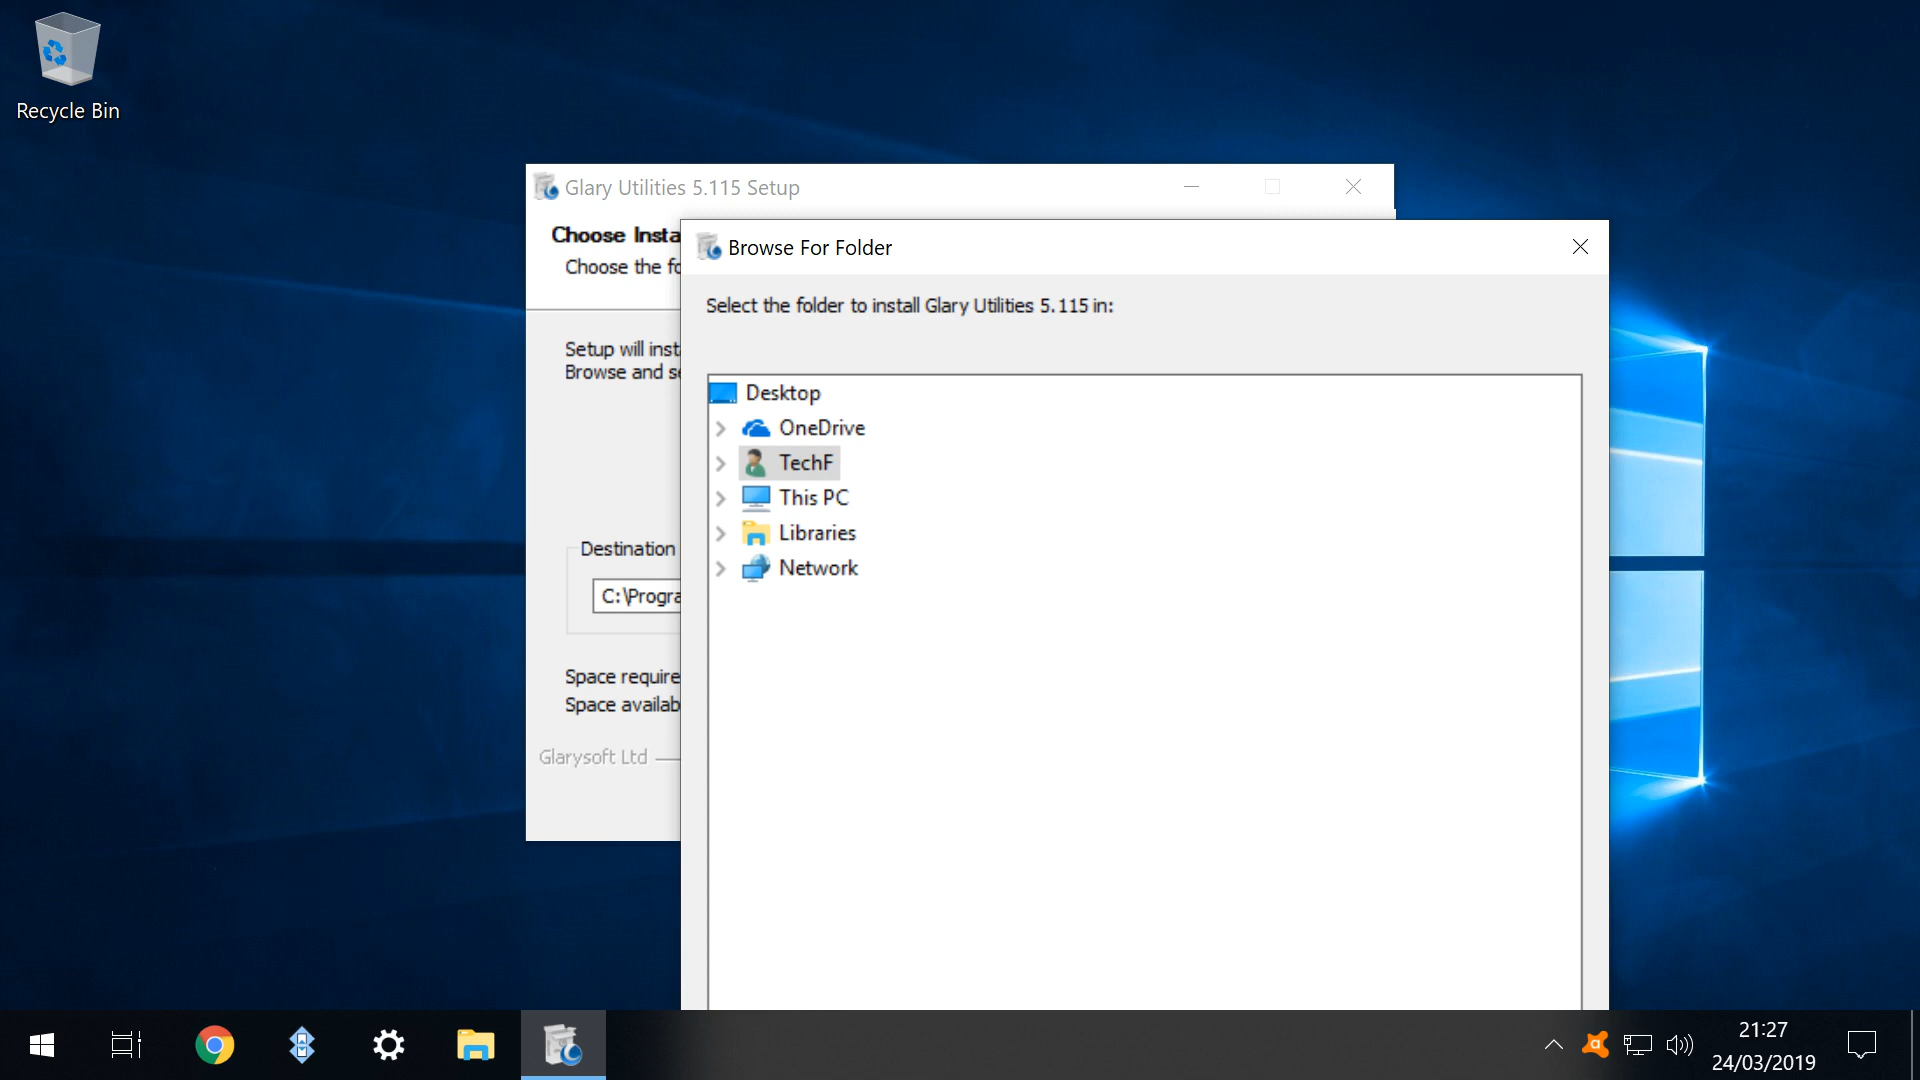 Recycle Bin
Glary Utilities 5.115 Setup
Choose Insta
Choose the fo
Browse For Folder
Select the folder to install Glary Utilities 5.115 in:
Setup will inst
Browse and se
Desktop
OneDrive
TechF
This PC
Libraries
Network
Destination
C:\Progra
Space require
Space availab
Glarysoft Ltd
21:27
24/03/2019